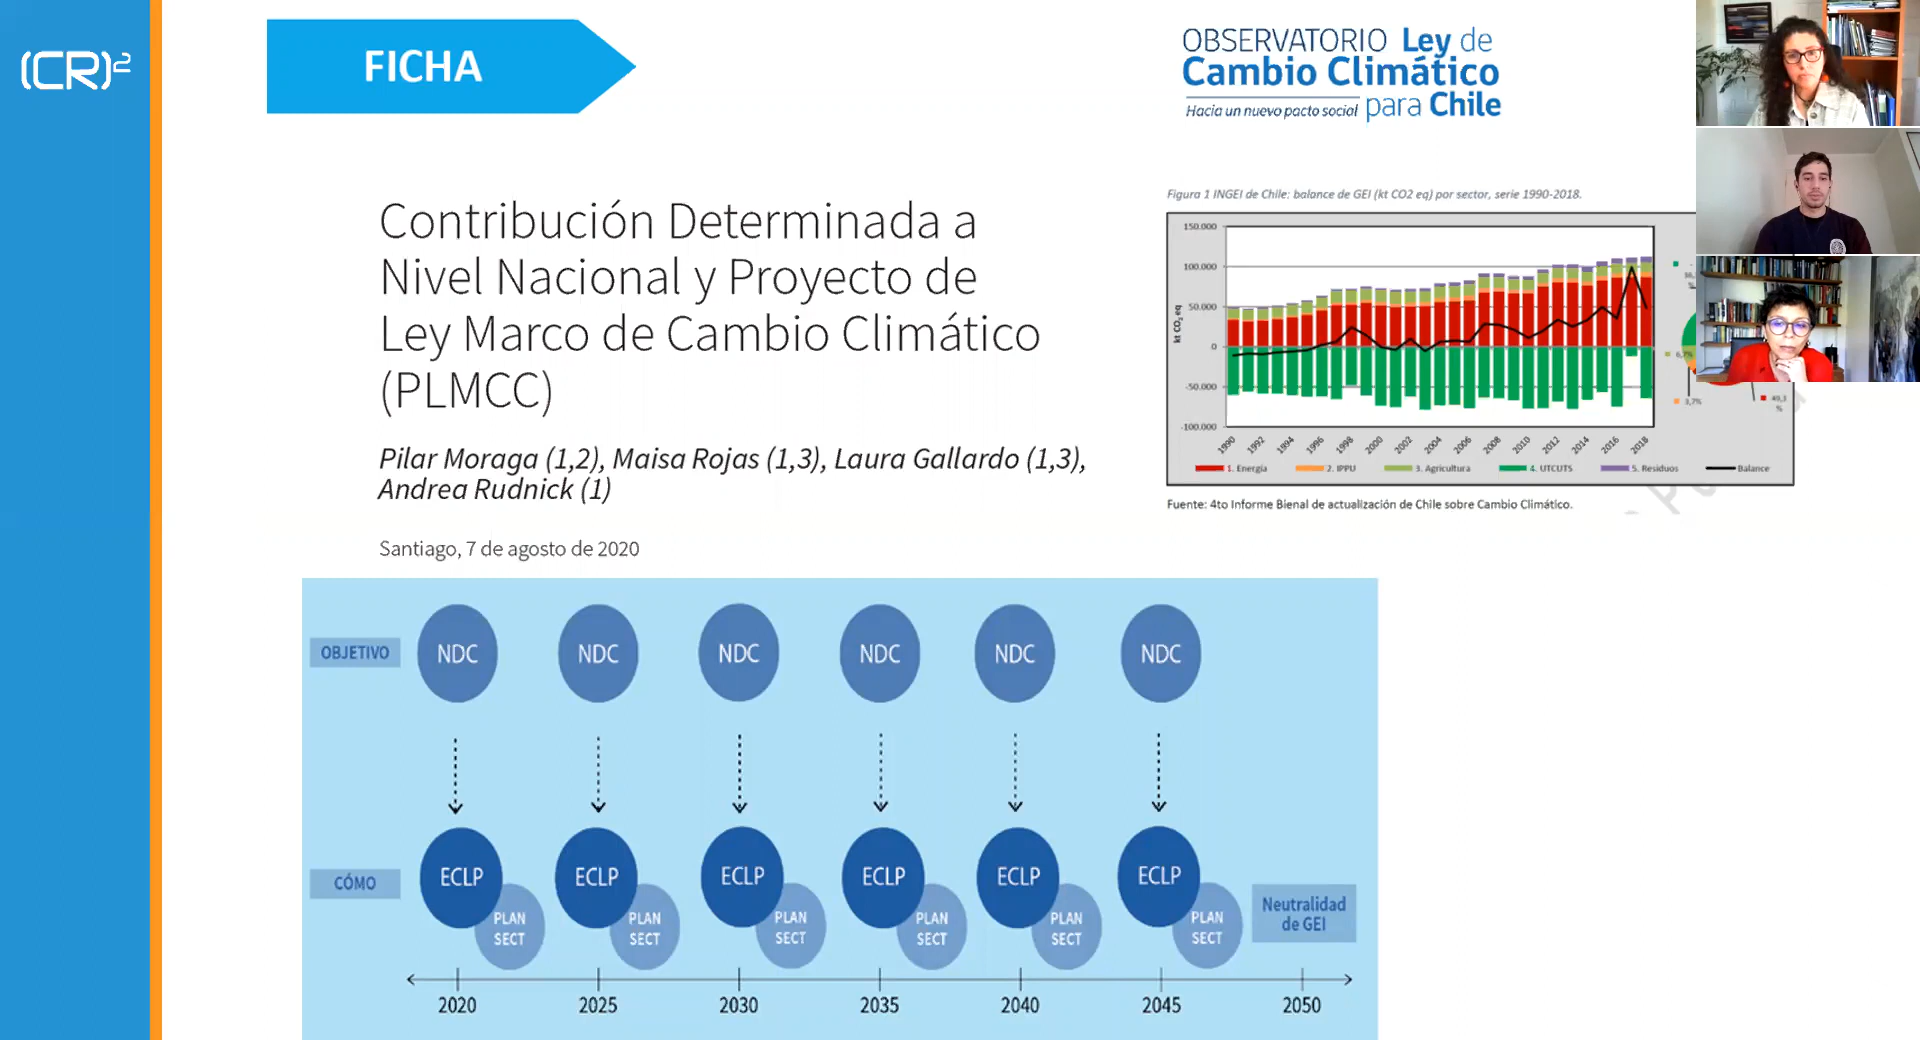 (CR)²
FICHA
OBSERVATORIO Ley de
Cambio Climático
Hacia un nuevo pacto social para Chile
Contribución Determinada a
Nivel Nacional y Proyecto de
Ley Marco de Cambio Climático
(PLMCC)
Pilar Moraga (1,2), Maisa Rojas (1,3), Laura Gallardo (1,3),
Andrea Rudnick (1)
Santiago, 7 de agosto de 2020
Figura 1 INGEI de Chile: balance de GEI (kt CO2 eq) por sector, serie 1990-2018.
150.000
100.000
50.000
0
-50.000
-100.000
kt CO₂ eq
1990 1992 1994 1996 1998 2000 2002 2004 2006 2008 2010 2012 2014 2016 2018
1. Energía 2. IPPU 3. Agricultura 4. UTCUTS 5. Residuos Balance
6,7%
3,7%
49,3
%
Fuente: 4to Informe Bienal de actualización de Chile sobre Cambio Climático.
OBJETIVO NDC NDC NDC NDC NDC NDC
CÓMO ECLP ECLP ECLP ECLP ECLP ECLP
PLAN PLAN PLAN PLAN PLAN PLAN
SECT SECT SECT SECT SECT SECT
Neutralidad
de GEI
2020 2025 2030 2035 2040 2045 2050